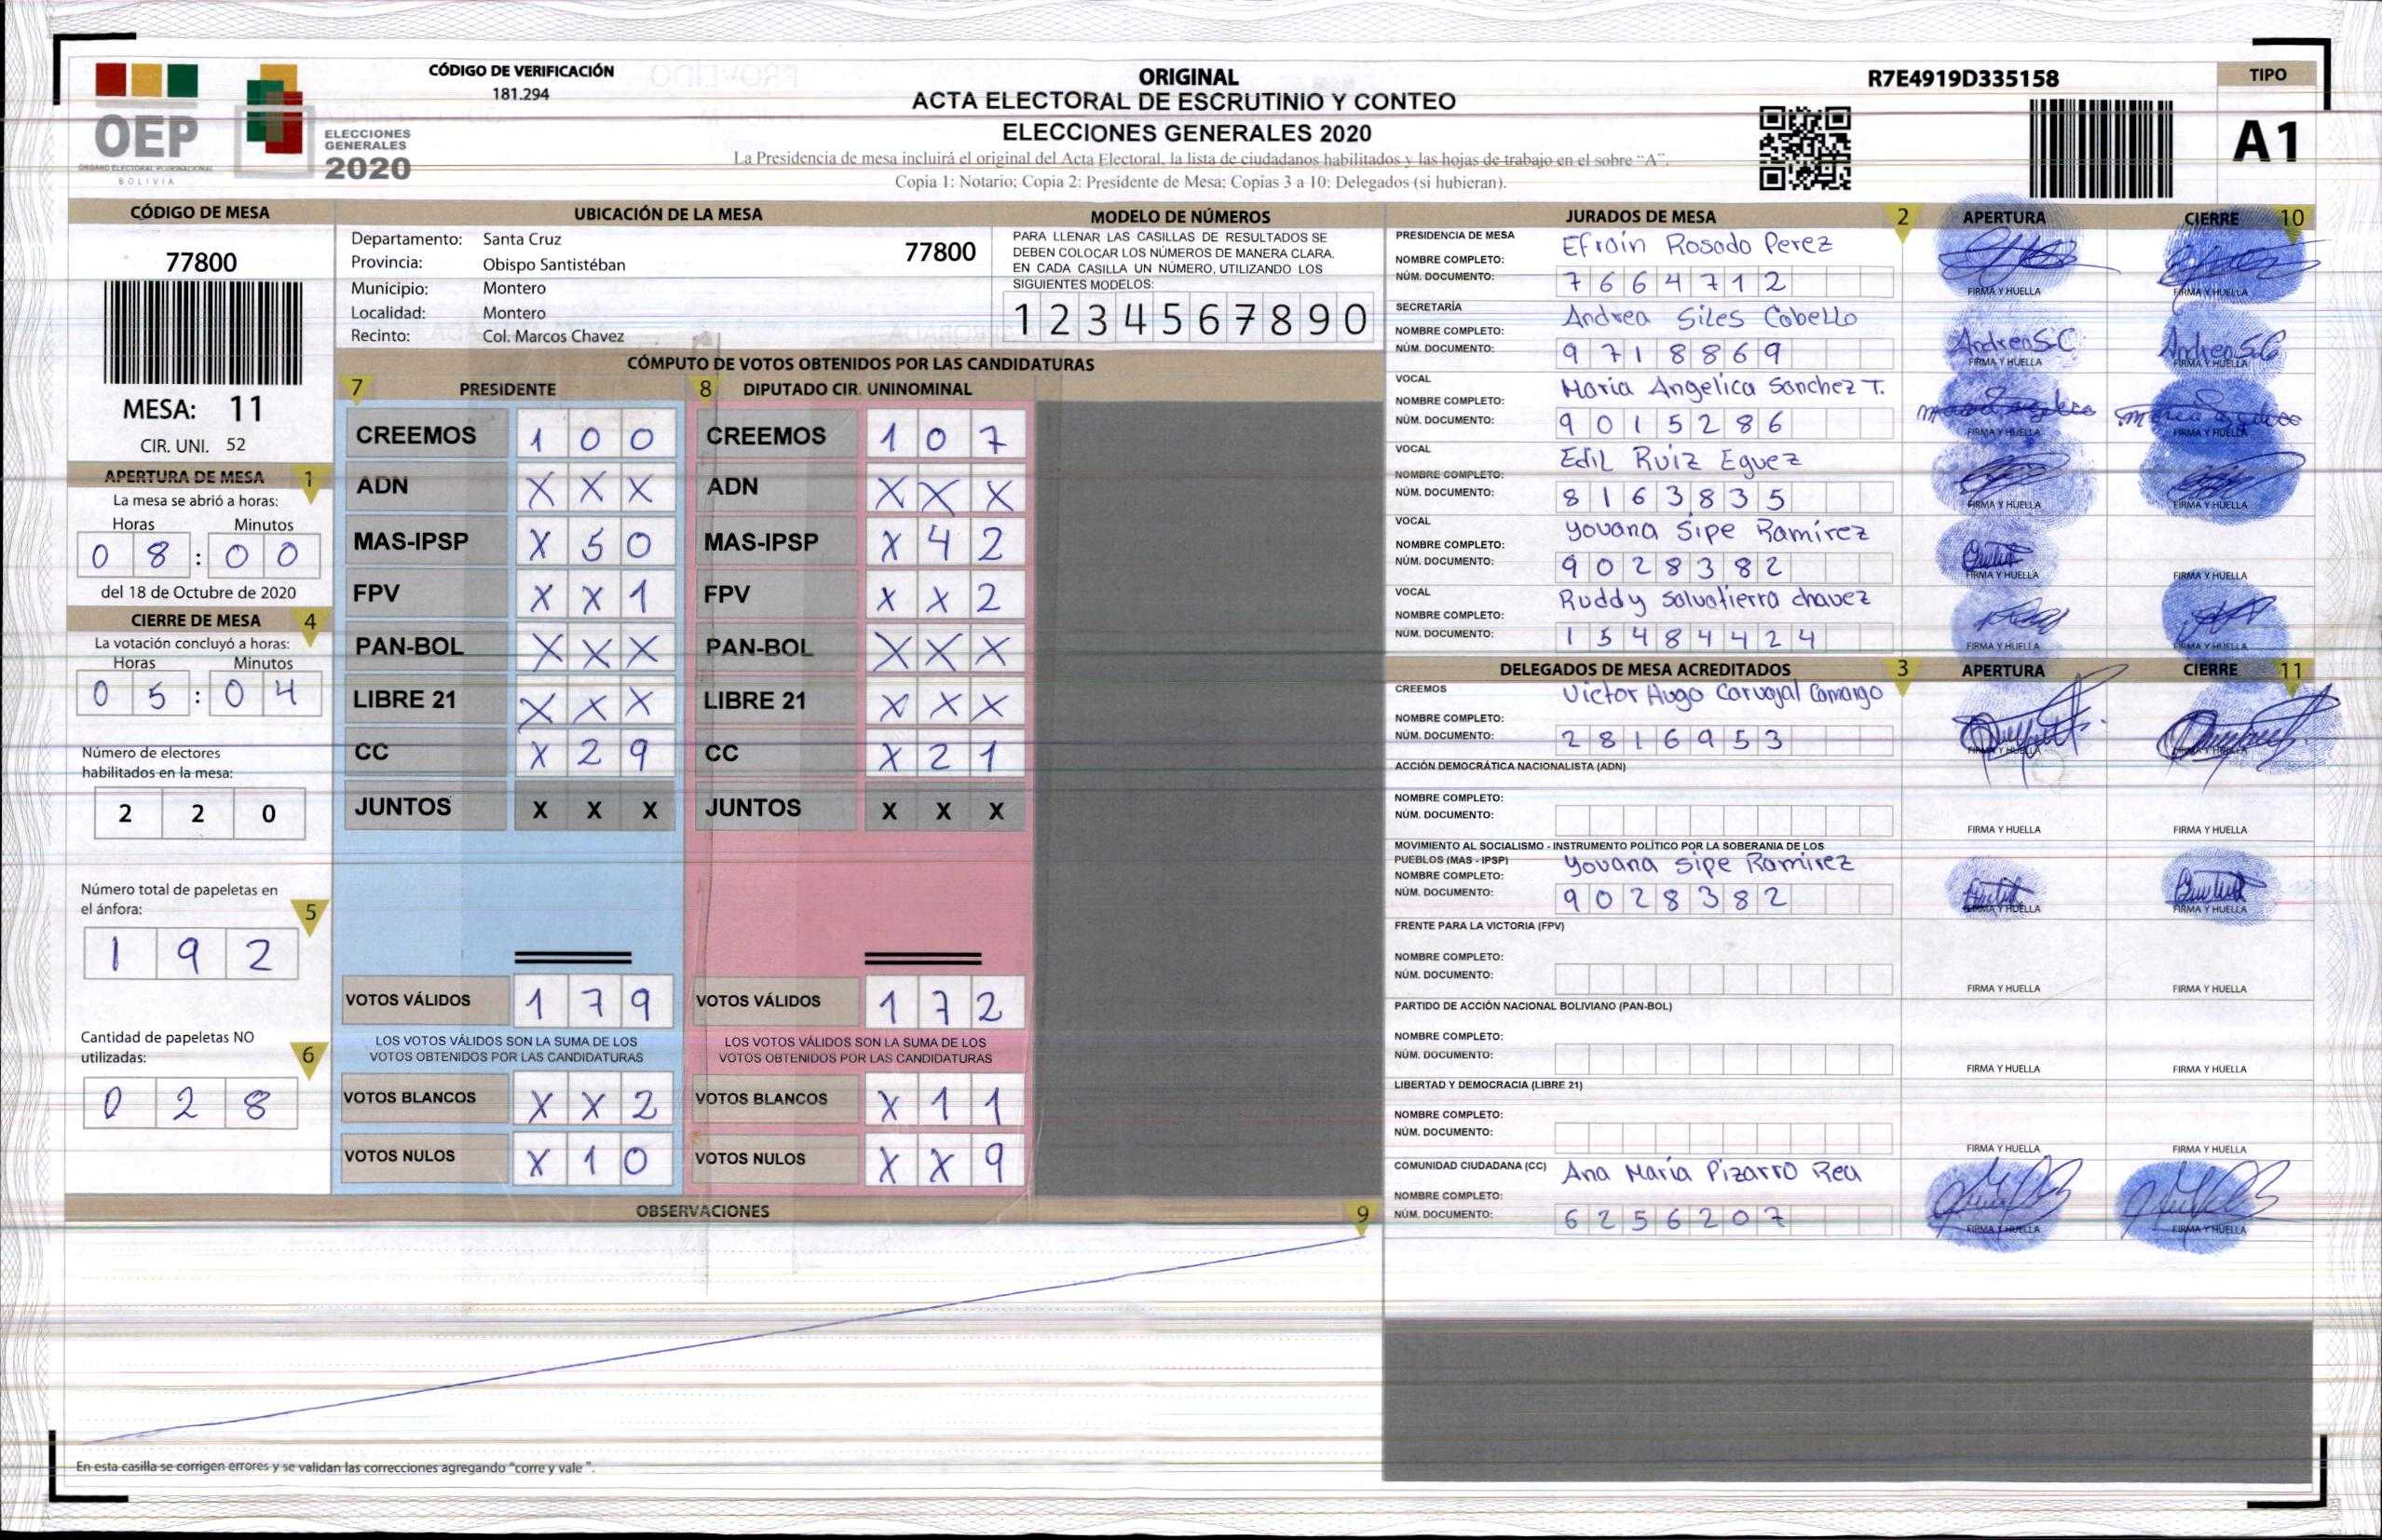 OEP
ÓRGANO ELECTORAL PLURINACIONAL
BOLIVIA
ELECCIONES
GENERALES
2020
CÓDIGO DE VERIFICACIÓN
181.294
ORIGINAL
ACTA ELECTORAL DE ESCRUTINIO Y CONTEO
ELECCIONES GENERALES 2020
La Presidencia de mesa incluirá el original del Acta Electoral, la lista de ciudadanos habilitados y las hojas de trabajo en el sobre "A".
Copia 1: Notario; Copia 2: Presidente de Mesa; Copias 3 a 10: Delegados (si hubieran).
R7E4919D335158
TIPO
A1
CÓDIGO DE MESA
77800
MESA: 11
CIR. UNI. 52
APERTURA DE MESA 1
La mesa se abrió a horas:
Horas Minutos
0 8 : 0 0
del 18 de Octubre de 2020
CIERRE DE MESA 4
La votación concluyó a horas:
Horas Minutos
0 5 : 0 4
Número de electores
habilitados en la mesa:
2 2 0
Número total de papeletas en
el ánfora: 5
1 9 2
Cantidad de papeletas NO
utilizadas: 6
0 2 8
UBICACIÓN DE LA MESA
Departamento: Santa Cruz 77800
Provincia: Obispo Santistéban
Municipio: Montero
Localidad: Montero
Recinto: Col. Marcos Chavez
MODELO DE NÚMEROS
PARA LLENAR LAS CASILLAS DE RESULTADOS SE
DEBEN COLOCAR LOS NÚMEROS DE MANERA CLARA.
EN CADA CASILLA UN NÚMERO, UTILIZANDO LOS
SIGUIENTES MODELOS:
1 2 3 4 5 6 7 8 9 0
CÓMPUTO DE VOTOS OBTENIDOS POR LAS CANDIDATURAS
7 PRESIDENTE 8 DIPUTADO CIR. UNINOMINAL
CREEMOS 1 0 0 CREEMOS 1 0 7
ADN X X X ADN X X X
MAS-IPSP X 5 0 MAS-IPSP X 4 2
FPV X X 1 FPV X X 2
PAN-BOL X X X PAN-BOL X X X
LIBRE 21 X X X LIBRE 21 X X X
CC X 2 9 CC X 2 1
JUNTOS X X X JUNTOS X X X
VOTOS VÁLIDOS 1 7 9 VOTOS VÁLIDOS 1 7 2
LOS VOTOS VÁLIDOS SON LA SUMA DE LOS LOS VOTOS VÁLIDOS SON LA SUMA DE LOS
VOTOS OBTENIDOS POR LAS CANDIDATURAS VOTOS OBTENIDOS POR LAS CANDIDATURAS
VOTOS BLANCOS X X 2 VOTOS BLANCOS X 1 1
VOTOS NULOS X 1 0 VOTOS NULOS X X 9
OBSERVACIONES 9
En esta casilla se corrigen errores y se validan las correcciones agregando "corre y vale ".
JURADOS DE MESA 2 APERTURA CIERRE 10
PRESIDENCIA DE MESA
NOMBRE COMPLETO: Efrain Rosado Perez
NÚM. DOCUMENTO: 7 6 6 4 7 1 2
FIRMA Y HUELLA FIRMA Y HUELLA
SECRETARÍA
NOMBRE COMPLETO: Andrea Siles Cabello
NÚM. DOCUMENTO: 9 7 1 8 8 6 9
Andrea S.C. Andrea S.C
FIRMA Y HUELLA FIRMA Y HUELLA
VOCAL
NOMBRE COMPLETO: Maria Angelica Sanchez T.
NÚM. DOCUMENTO: 9 0 1 5 2 8 6
FIRMA Y HUELLA FIRMA Y HUELLA
VOCAL
NOMBRE COMPLETO: Edil Ruiz Eguez
NÚM. DOCUMENTO: 8 1 6 3 8 3 5
FIRMA Y HUELLA FIRMA Y HUELLA
VOCAL
NOMBRE COMPLETO: Yovana Sipe Ramirez
NÚM. DOCUMENTO: 9 0 2 8 3 8 2
FIRMA Y HUELLA FIRMA Y HUELLA
VOCAL
NOMBRE COMPLETO: Ruddy Salvatierra chavez
NÚM. DOCUMENTO: 1 5 4 8 4 4 2 4
FIRMA Y HUELLA FIRMA Y HUELLA
DELEGADOS DE MESA ACREDITADOS 3 APERTURA CIERRE 11
CREEMOS
NOMBRE COMPLETO: Victor Hugo Carvajal Camargo
NÚM. DOCUMENTO: 2 8 1 6 9 5 3
FIRMA Y HUELLA FIRMA Y HUELLA
ACCIÓN DEMOCRÁTICA NACIONALISTA (ADN)
NOMBRE COMPLETO:
NÚM. DOCUMENTO:
FIRMA Y HUELLA FIRMA Y HUELLA
MOVIMIENTO AL SOCIALISMO - INSTRUMENTO POLÍTICO POR LA SOBERANIA DE LOS
PUEBLOS (MAS - IPSP)
NOMBRE COMPLETO: Yovana Sipe Ramirez
NÚM. DOCUMENTO: 9 0 2 8 3 8 2
FIRMA Y HUELLA FIRMA Y HUELLA
FRENTE PARA LA VICTORIA (FPV)
NOMBRE COMPLETO:
NÚM. DOCUMENTO:
FIRMA Y HUELLA FIRMA Y HUELLA
PARTIDO DE ACCIÓN NACIONAL BOLIVIANO (PAN-BOL)
NOMBRE COMPLETO:
NÚM. DOCUMENTO:
FIRMA Y HUELLA FIRMA Y HUELLA
LIBERTAD Y DEMOCRACIA (LIBRE 21)
NOMBRE COMPLETO:
NÚM. DOCUMENTO:
FIRMA Y HUELLA FIRMA Y HUELLA
COMUNIDAD CIUDADANA (CC)
NOMBRE COMPLETO: Ana María Pizarro Rea
NÚM. DOCUMENTO: 6 2 5 6 2 0 7
FIRMA Y HUELLA FIRMA Y HUELLA